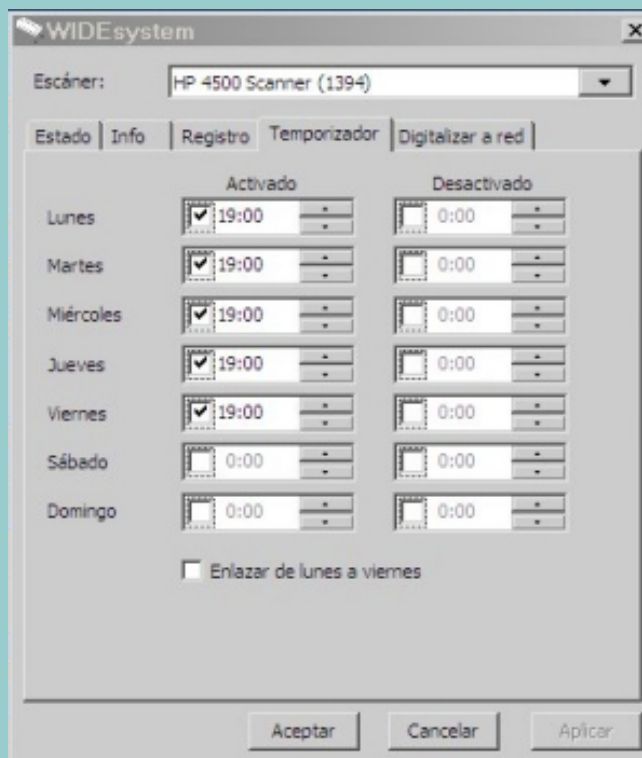 WIDEsystem
Escáner: HP 4500 Scanner (1394)
Estado Info Registro Temporizador Digitalizar a red
Activado Desactivado
Lunes 19:00 0:00
Martes 19:00 0:00
Miércoles 19:00 0:00
Jueves 19:00 0:00
Viernes 19:00 0:00
Sábado 0:00 0:00
Domingo 0:00 0:00
Enlazar de lunes a viernes
Aceptar Cancelar Aplicar